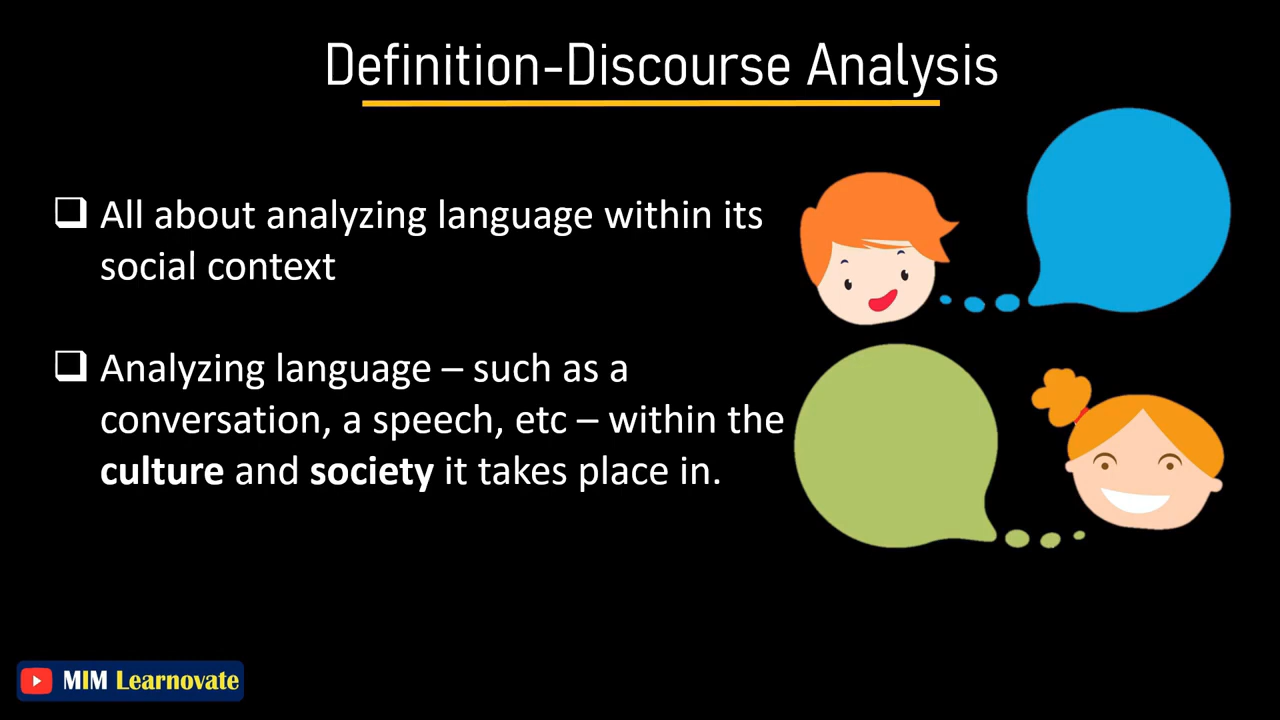 Definition-Discourse Analysis
All about analyzing language within its
social context
Analyzing language – such as a
conversation, a speech, etc – within the
culture and society it takes place in.
MIM Learnovate